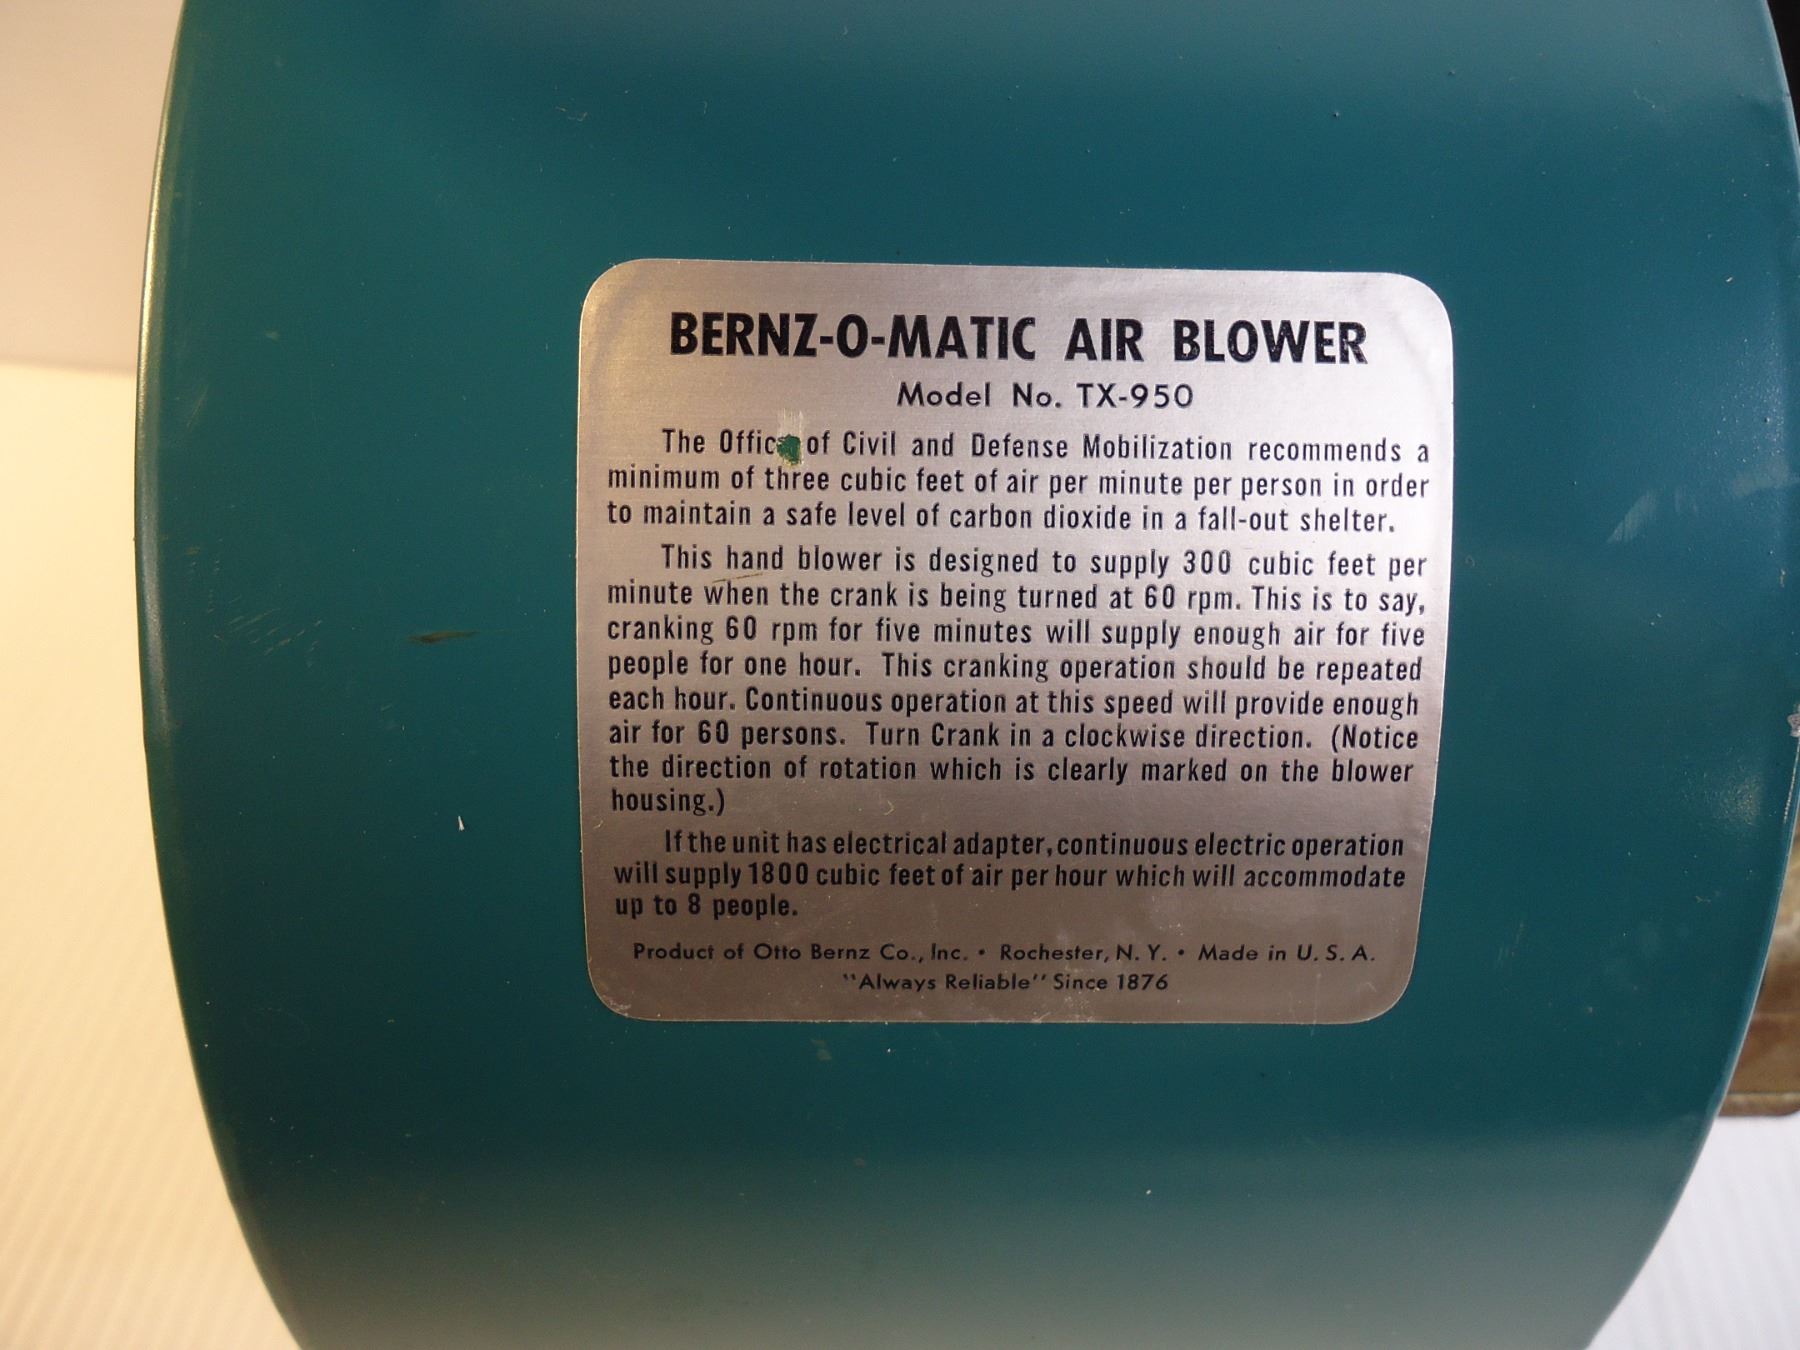 BERNZ-O-MATIC AIR BLOWER
Model No. TX-950
The Office of Civil and Defense Mobilization recommends a
minimum of three cubic feet of air per minute per person in order
to maintain a safe level of carbon dioxide in a fall-out shelter.
This hand blower is designed to supply 300 cubic feet per
minute when the crank is being turned at 60 rpm. This is to say,
cranking 60 rpm for five minutes will supply enough air for five
people for one hour. This cranking operation should be repeated
each hour. Continuous operation at this speed will provide enough
air for 60 persons. Turn Crank in a clockwise direction. (Notice
the direction of rotation which is clearly marked on the blower
housing.)
If the unit has electrical adapter, continuous electric operation
will supply 1800 cubic feet of air per hour which will accommodate
up to 8 people.
Product of Otto Bernz Co., Inc. • Rochester, N. Y. • Made in U. S. A.
"Always Reliable" Since 1876